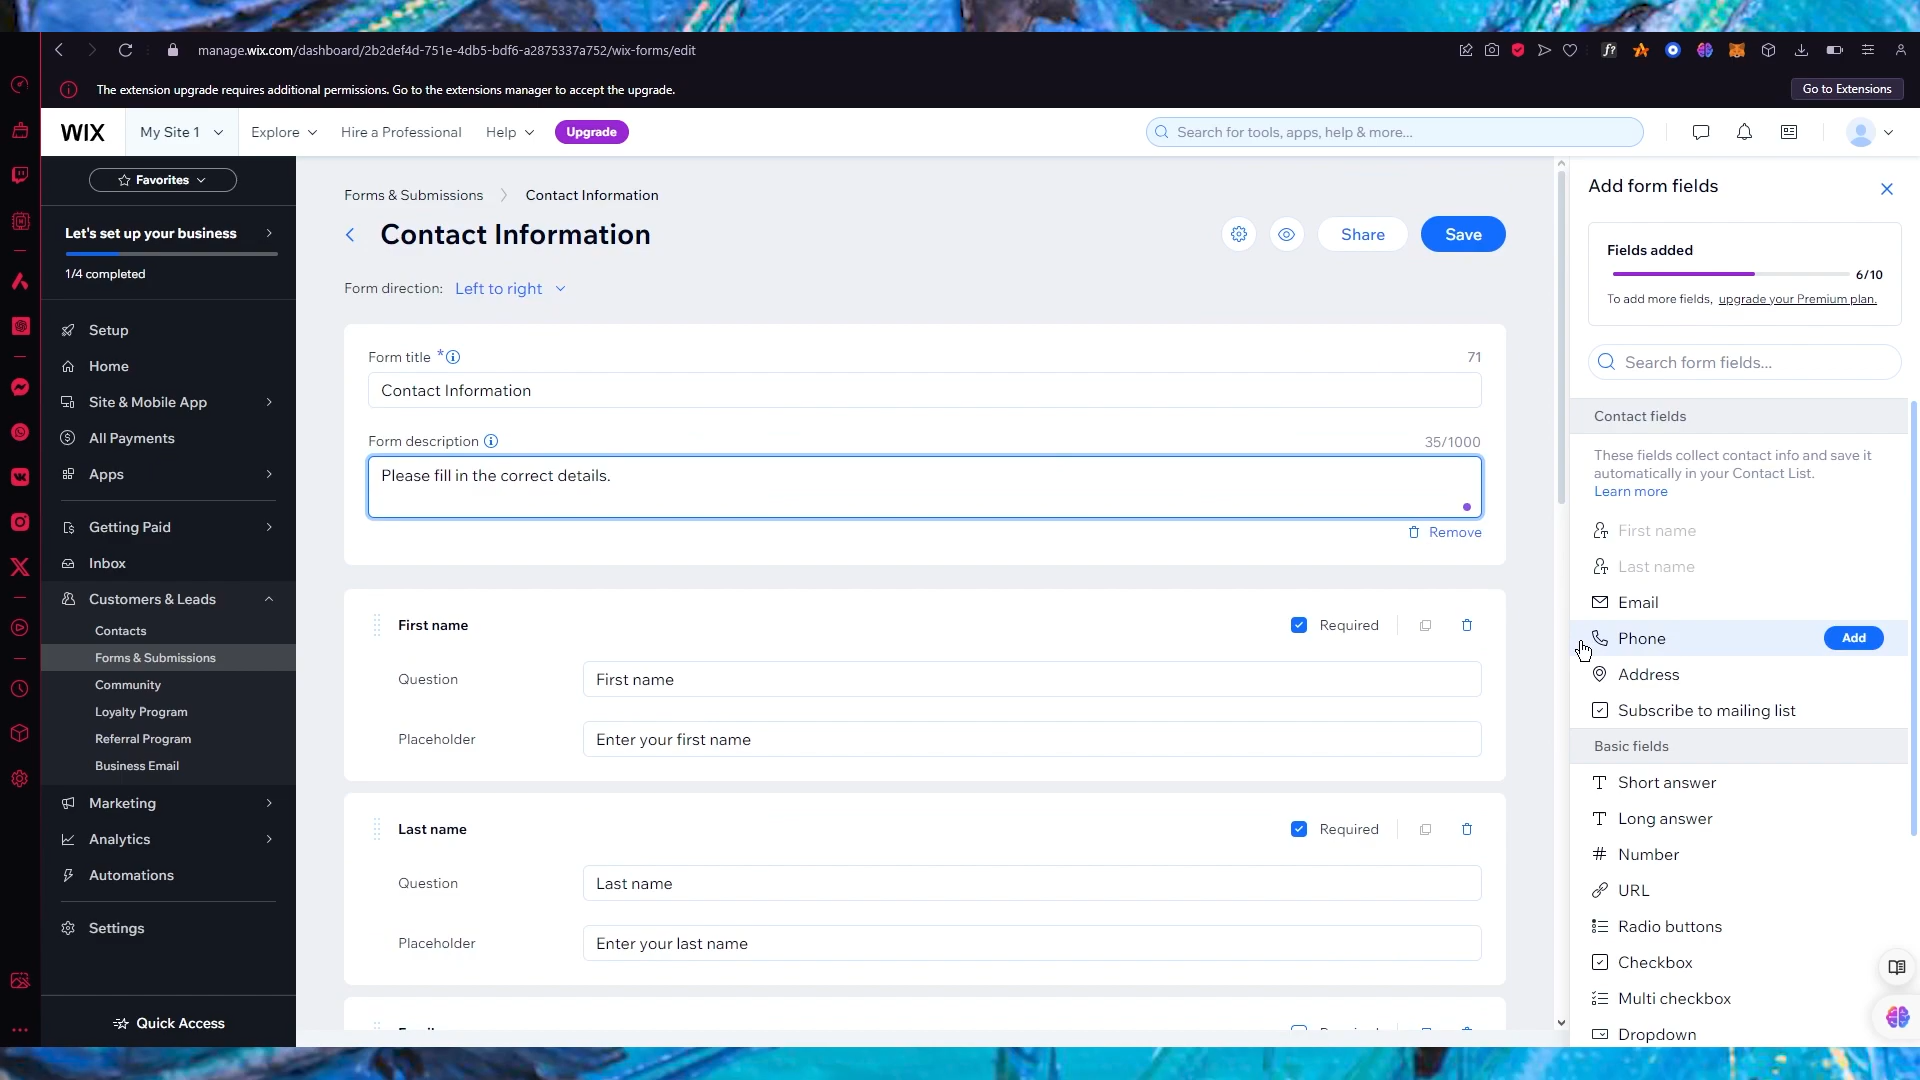 manage.wix.com/dashboard/2b2def4d-751e-4db5-bdf6-a2875337a752/wix-forms/edit
f?
The extension upgrade requires additional permissions. Go to the extensions manager to accept the upgrade.
Go to Extensions
WIX
My Site 1
Explore
Hire a Professional
Help
Upgrade
Search for tools, apps, help & more...
Favorites
Let's set up your business
1/4 completed
Setup
Home
Site & Mobile App
All Payments
Apps
Getting Paid
Inbox
Customers & Leads
Contacts
Forms & Submissions
Community
Loyalty Program
Referral Program
Business Email
Marketing
Analytics
Automations
Settings
Quick Access
Forms & Submissions
Contact Information
Contact Information
Share
Save
Form direction: Left to right
Form title *
71
Contact Information
Form description
35/1000
Please fill in the correct details.
Remove
First name
Required
Question
First name
Placeholder
Enter your first name
Last name
Required
Question
Last name
Placeholder
Enter your last name
Add form fields
Fields added
6/10
To add more fields, upgrade your Premium plan.
Search form fields...
Contact fields
These fields collect contact info and save it
automatically in your Contact List.
Learn more
First name
Last name
Email
Phone
Add
Address
Subscribe to mailing list
Basic fields
Short answer
Long answer
Number
URL
Radio buttons
Checkbox
Multi checkbox
Dropdown